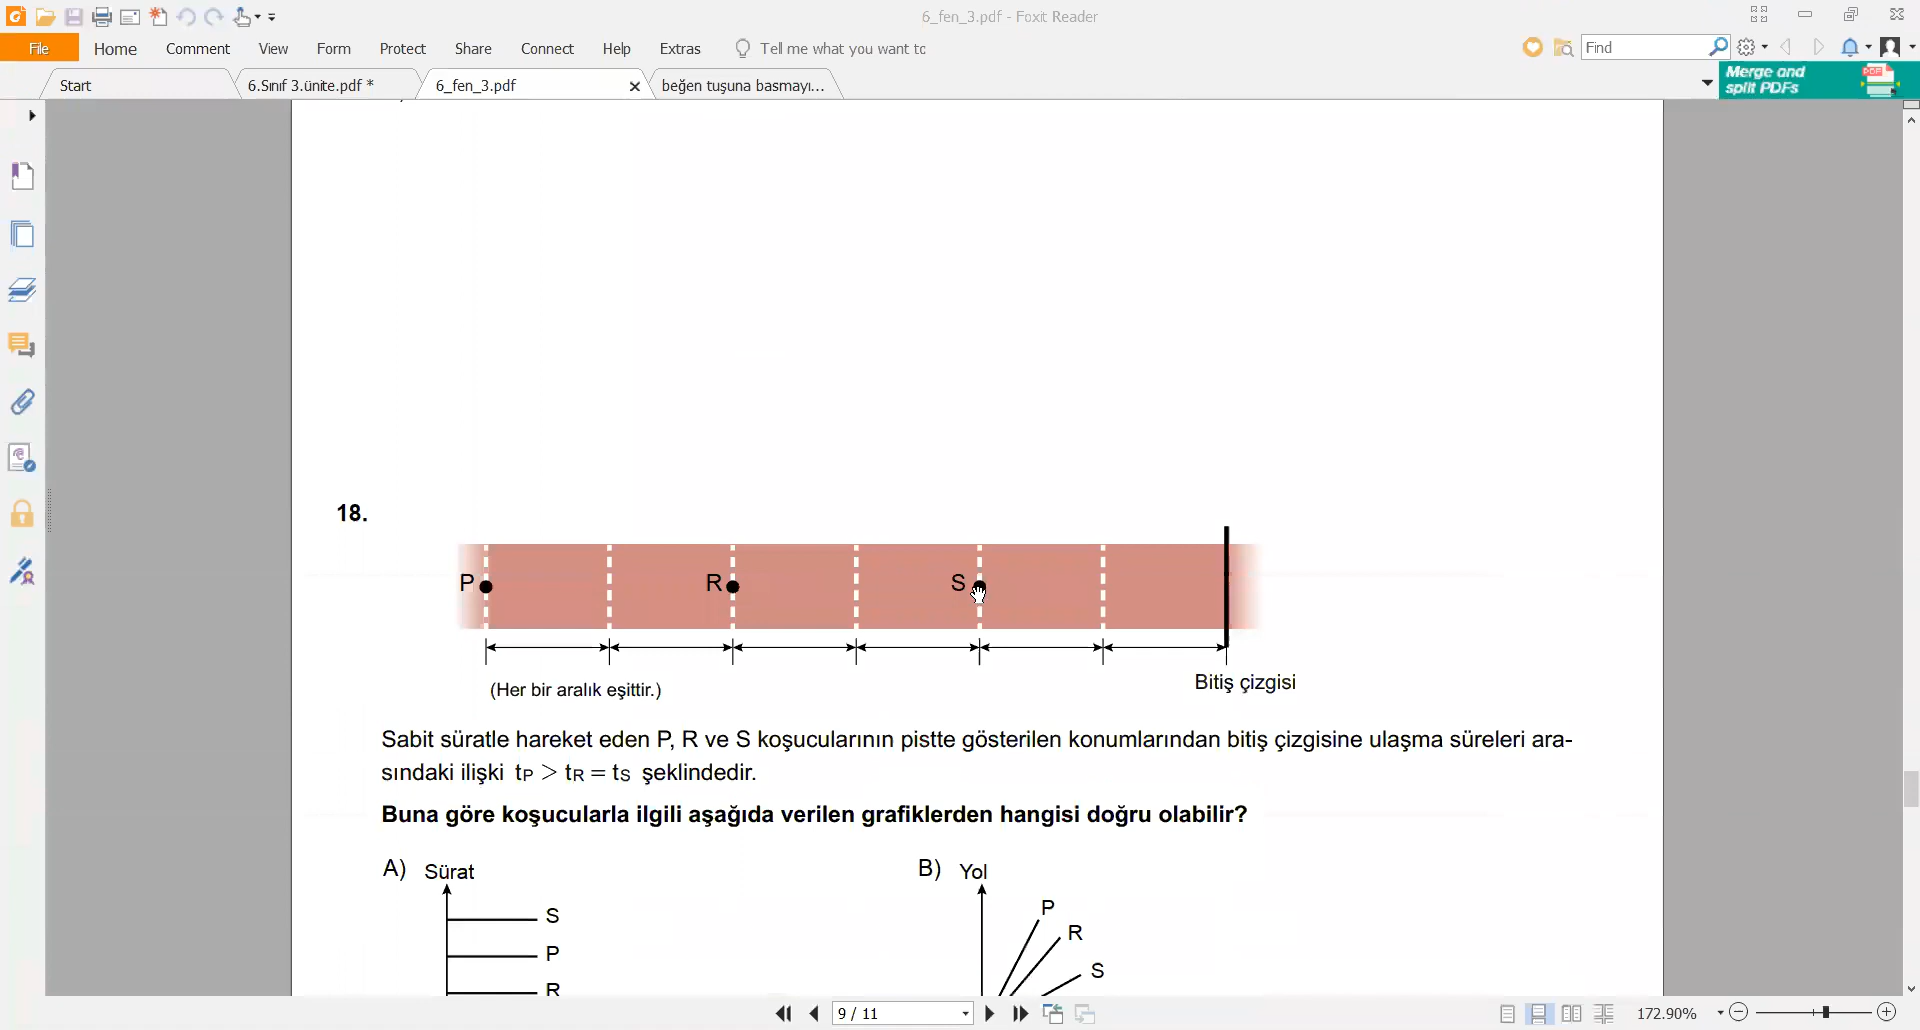 6_fen_3.pdf - Foxit Reader
File Home Comment View Form Protect Share Connect Help Extras Tell me what you want to Find
Start 6.Sınıf 3.ünite.pdf * 6_fen_3.pdf beğen tuşuna basmayı...
Merge and
split PDFs
PDF
18.
P R S
(Her bir aralık eşittir.)
Bitiş çizgisi
Sabit süratle hareket eden P, R ve S koşucularının pistte gösterilen konumlarından bitiş çizgisine ulaşma süreleri ara-
sındaki ilişki tP > tR = tS şeklindedir.
Buna göre koşucularla ilgili aşağıda verilen grafiklerden hangisi doğru olabilir?
A) Sürat
S
P
R
B) Yol
P
R
S
9 / 11
172.90%